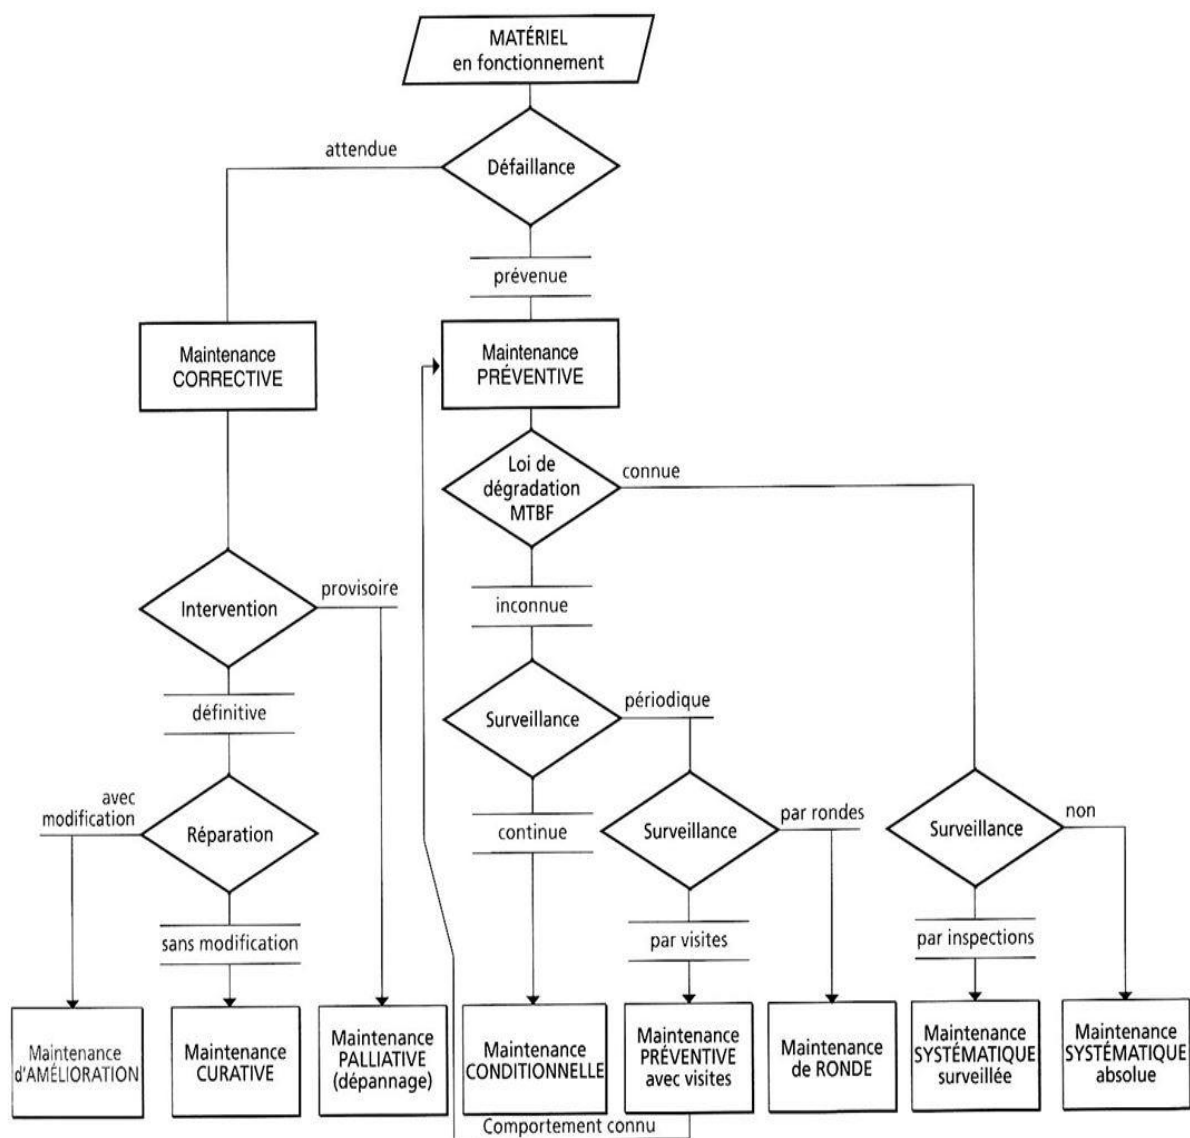 MATÉRIEL
en fonctionnement
attendue
Défaillance
prévenue
Maintenance
CORRECTIVE
Maintenance
PRÉVENTIVE
Loi de
dégradation
MTBF
connue
Intervention
provisoire
inconnue
définitive
Surveillance
périodique
avec
modification
Réparation
continue
Surveillance
par rondes
Surveillance
non
sans modification
par visites
par inspections
Maintenance
d'AMÉLIORATION
Maintenance
CURATIVE
Maintenance
PALLIATIVE
(dépannage)
Maintenance
CONDITIONNELLE
Maintenance
PRÉVENTIVE
avec visites
Maintenance
de RONDE
Maintenance
SYSTÉMATIQUE
surveillée
Maintenance
SYSTÉMATIQUE
absolue
Comportement connu